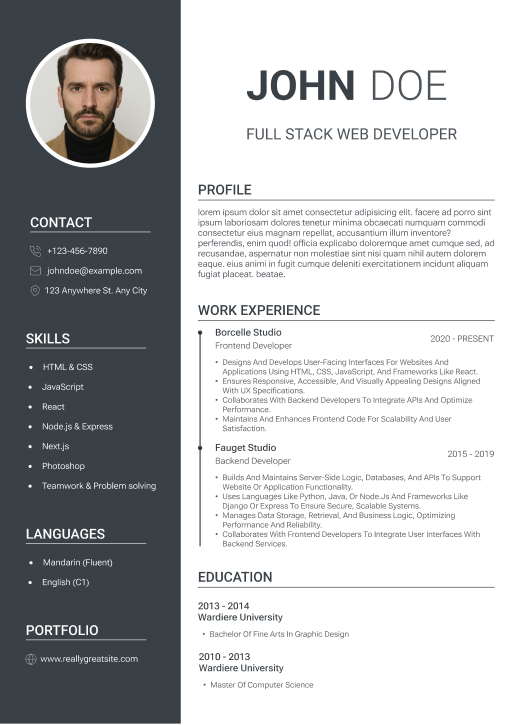 JOHN DOE
FULL STACK WEB DEVELOPER
CONTACT
+123-456-7890
johndoe@example.com
123 Anywhere St. Any City
SKILLS
• HTML & CSS
• JavaScript
• React
• Node.js & Express
• Next.js
• Photoshop
• Teamwork & Problem solving
LANGUAGES
• Mandarin (Fluent)
• English (C1)
PORTFOLIO
www.reallygreatsite.com
PROFILE
lorem ipsum dolor sit amet consectetur adipisicing elit. facere ad porro sint
ipsum dolores tenetur minima obcaecati numquam commodi
consectetur eius magnam repellat, accusantium illum inventore?
perferendis, enim quod! officia explicabo doloremque amet cumque sed, ad
recusandae, aspernatur non molestiae sint nisi quam nihil autem dolorem
eaque. eius animi in fugit cumque deleniti exercitationem incidunt aliquam
fugiat placeat. beatae.
WORK EXPERIENCE
Borcelle Studio
Frontend Developer
2020 - PRESENT
• Designs And Develops User-Facing Interfaces For Websites And
Applications Using HTML, CSS, JavaScript, And Frameworks Like React.
• Ensures Responsive, Accessible, And Visually Appealing Designs Aligned
With UX Specifications.
• Collaborates With Backend Developers To Integrate APIs And Optimize
Performance.
• Maintains And Enhances Frontend Code For Scalability And User
Satisfaction.
Fauget Studio
Backend Developer
2015 - 2019
• Builds And Maintains Server-Side Logic, Databases, And APIs To Support
Website Or Application Functionality.
• Uses Languages Like Python, Java, Or Node.Js And Frameworks Like
Django Or Express To Ensure Secure, Scalable Systems.
• Manages Data Storage, Retrieval, And Business Logic, Optimizing
Performance And Reliability.
• Collaborates With Frontend Developers To Integrate User Interfaces With
Backend Services.
EDUCATION
2013 - 2014
Wardiere University
• Bachelor Of Fine Arts In Graphic Design
2010 - 2013
Wardiere University
• Master Of Computer Science